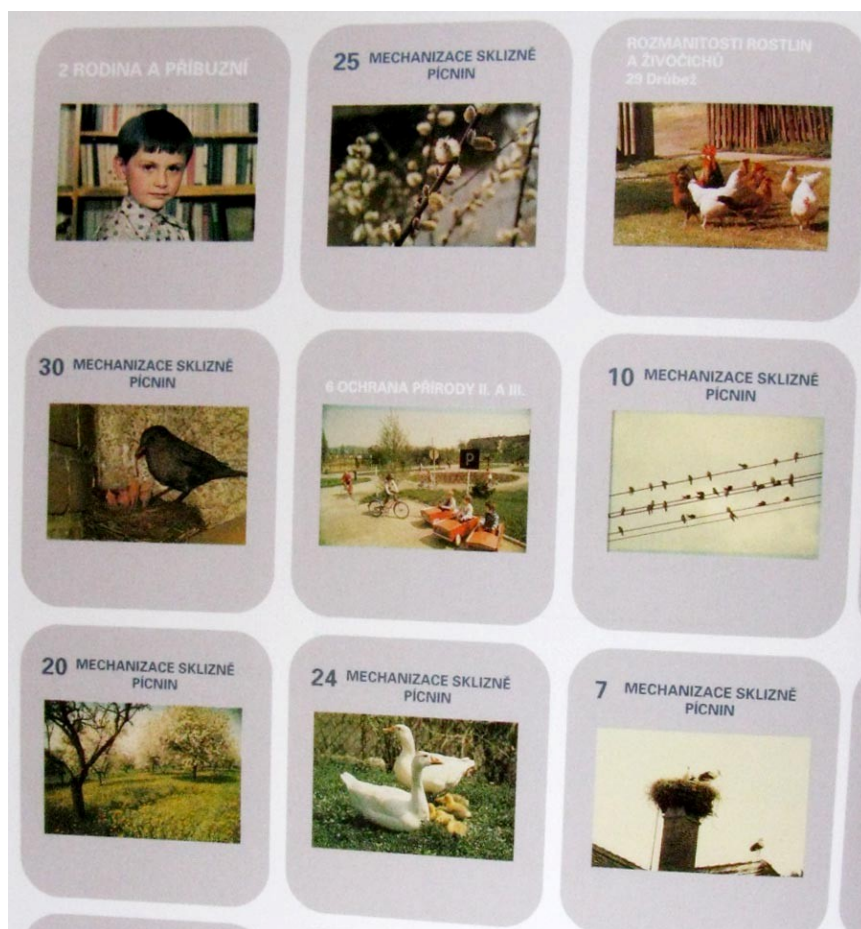 2 RODINA A PŘÍBUZNÍ
25 MECHANIZACE SKLIZNĚ
PÍCNIN
ROZMANITOSTI ROSTLIN
A ŽIVOČICHŮ
29 Drůbež
30 MECHANIZACE SKLIZNĚ
PÍCNIN
6 OCHRANA PŘÍRODY II. A III.
P
10 MECHANIZACE SKLIZNĚ
PÍCNIN
20 MECHANIZACE SKLIZNĚ
PÍCNIN
24 MECHANIZACE SKLIZNĚ
PÍCNIN
7 MECHANIZACE SKLIZNĚ
PÍCNIN